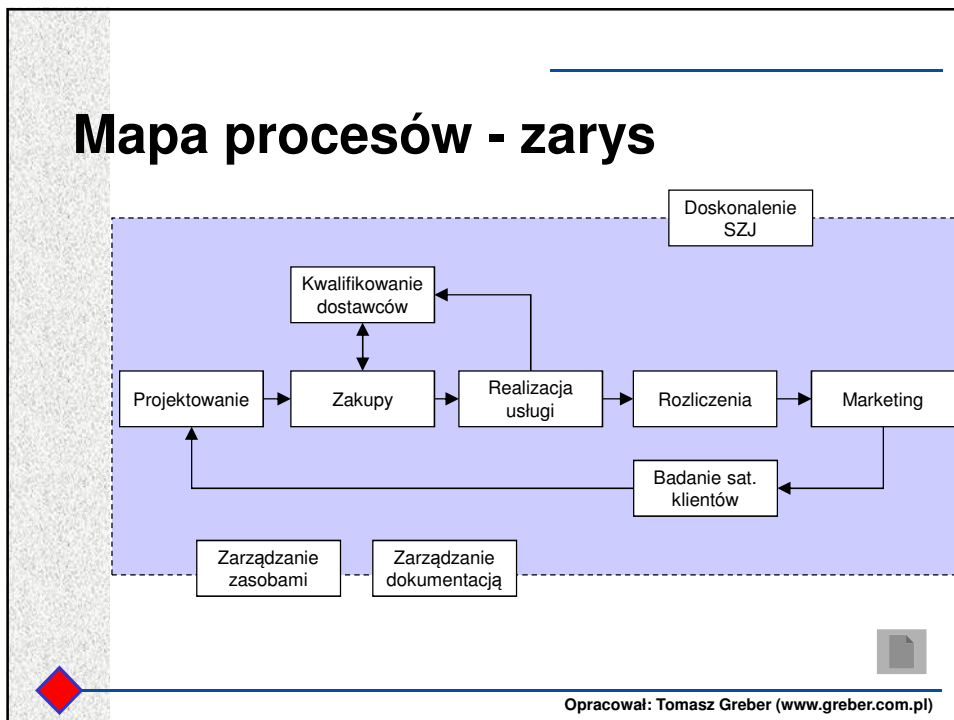 Mapa procesów - zarys
Doskonalenie
SZJ
Kwalifikowanie
dostawców
Projektowanie
Zakupy
Realizacja
usługi
Rozliczenia
Marketing
Badanie sat.
klientów
Zarządzanie
zasobami
Zarządzanie
dokumentacją
Opracował: Tomasz Greber (www.greber.com.pl)